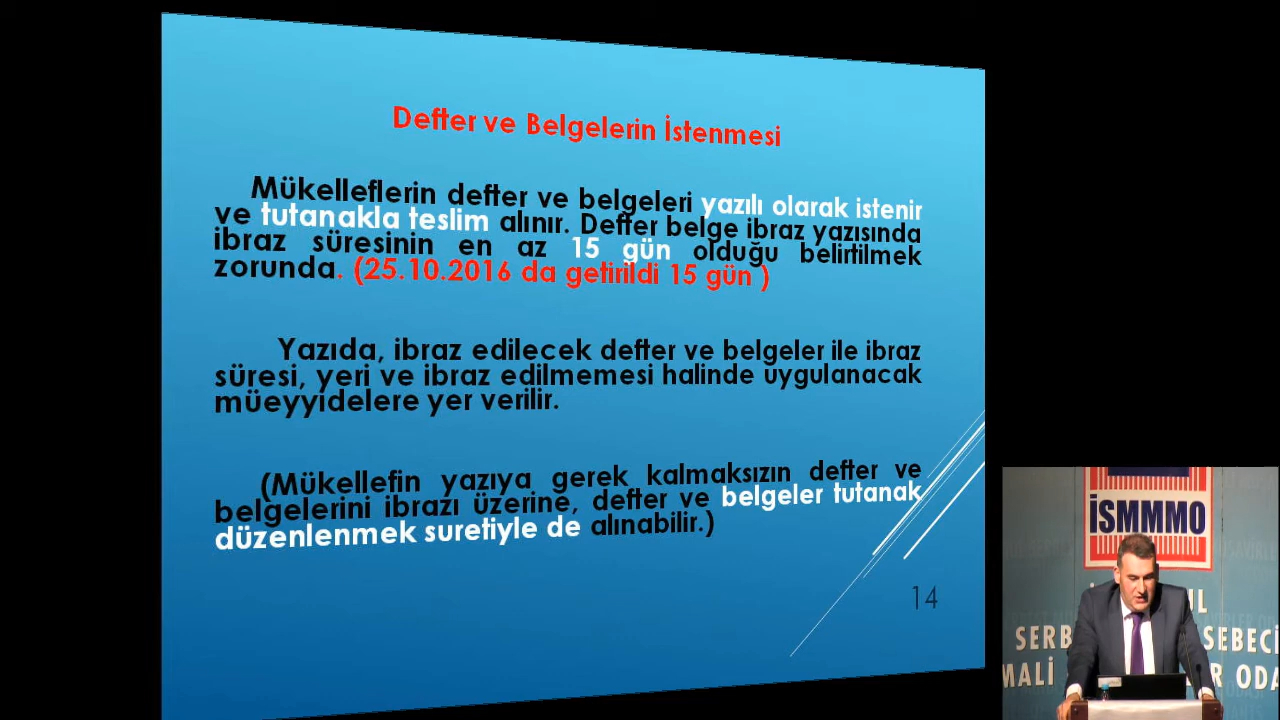 Defter ve Belgelerin İstenmesi
Mükelleflerin defter ve belgeleri yazılı olarak istenir
ve tutanakla teslim alınır. Defter belge ibraz yazısında
ibraz süresinin en az 15 gün olduğu belirtilmek
zorunda. (25.10.2016 da getirildi 15 gün )
Yazıda, ibraz edilecek defter ve belgeler ile ibraz
süresi, yeri ve ibraz edilmemesi halinde uygulanacak
müeyyidelere yer verilir.
(Mükellefin yazıya gerek kalmaksızın defter ve
belgelerini ibrazı üzerine, defter ve belgeler tutanak
düzenlenmek suretiyle de alınabilir.)
14
İSMMMO
İ UL
SERB SEBECİ
MALİ R ODA